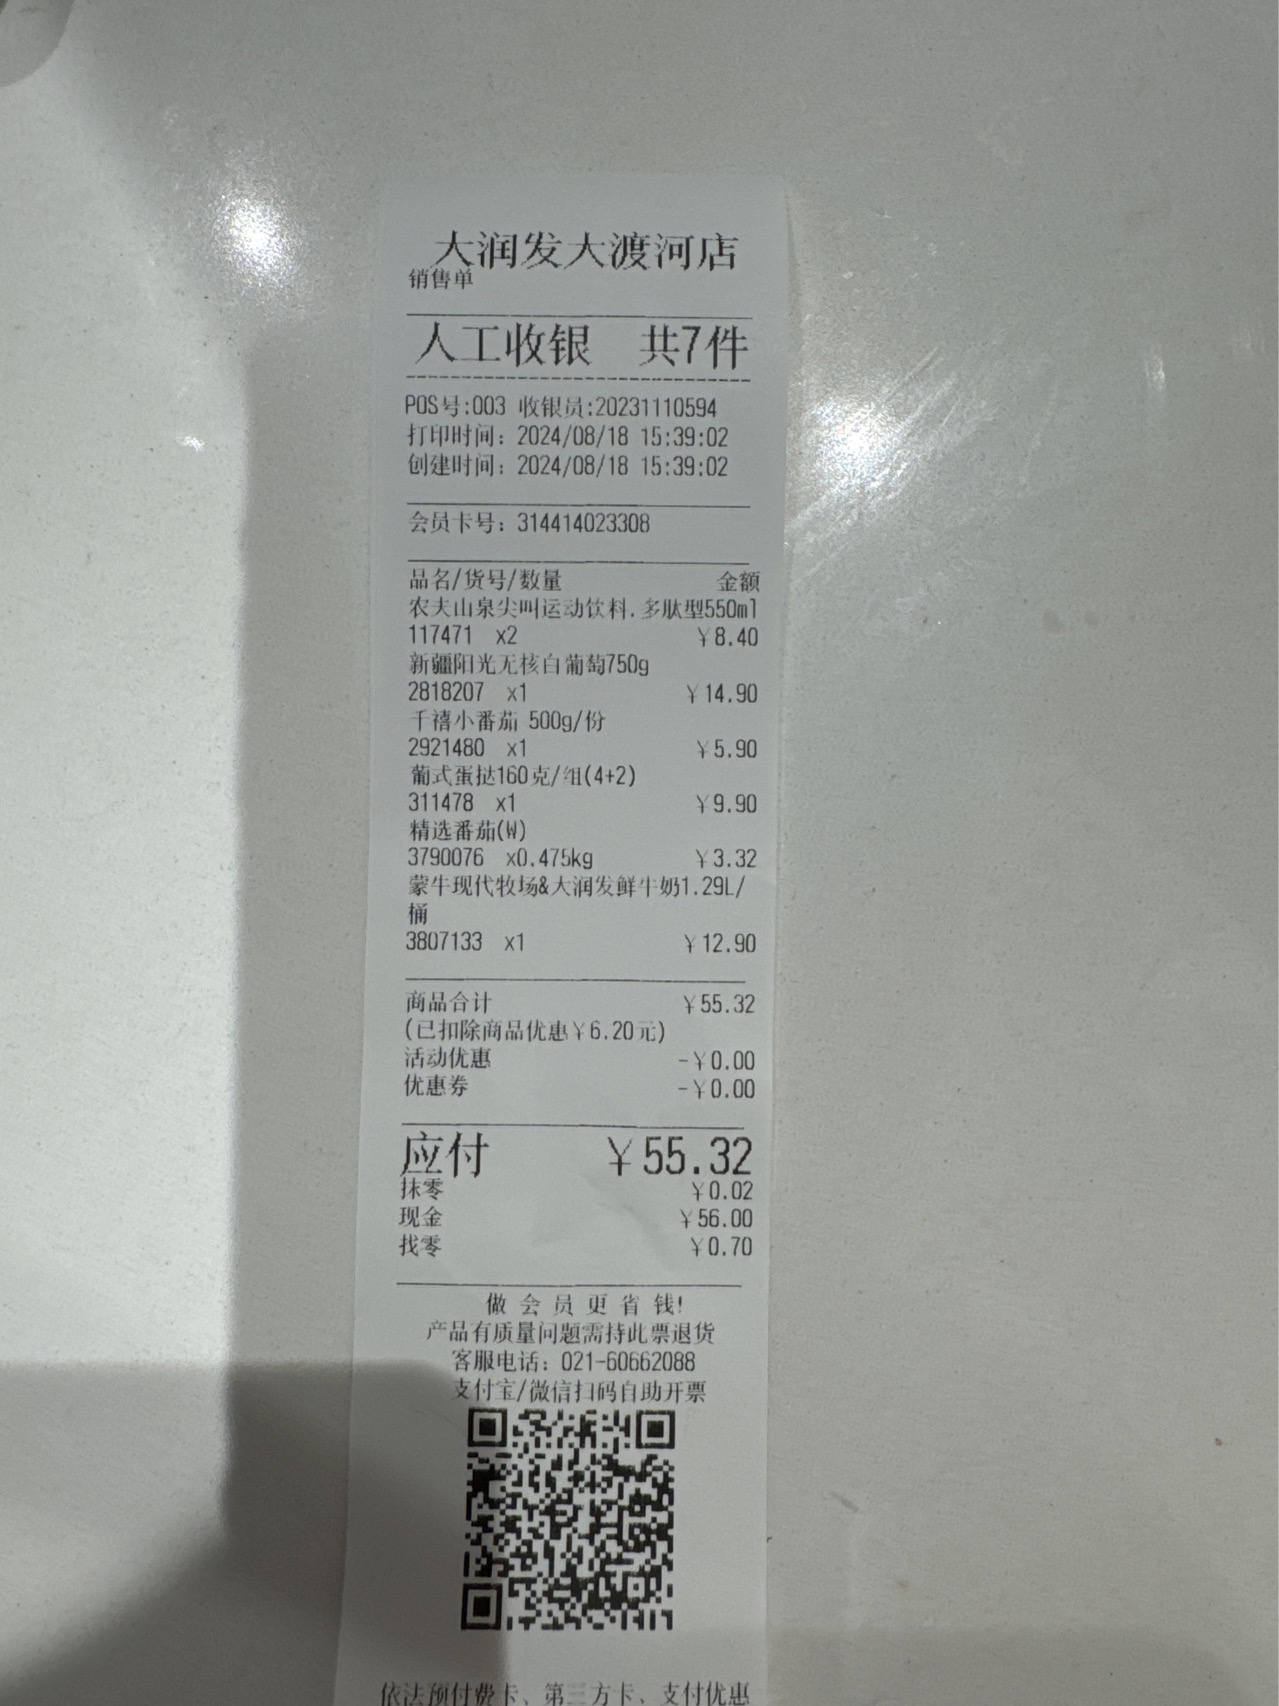 大润发大渡河店
销售单
人工收银 共7件
POS号:003 收银员:20231110594
打印时间: 2024/08/18 15:39:02
创建时间: 2024/08/18 15:39:02
会员卡号: 314414023308
品名/货号/数量 金额
农夫山泉尖叫运动饮料.多肽型550ml
117471 x2 ￥8.40
新疆阳光无核白葡萄750g
2818207 x1 ￥14.90
千禧小番茄 500g/份
2921480 x1 ￥5.90
葡式蛋挞160克/组(4+2)
311478 x1 ￥9.90
精选番茄(W)
3790076 x0.475kg ￥3.32
蒙牛现代牧场&大润发鲜牛奶1.29L/
桶
3807133 x1 ￥12.90
商品合计 ￥55.32
(已扣除商品优惠￥6.20元)
活动优惠 -￥0.00
优惠券 -￥0.00
应付 ￥55.32
抹零 ￥0.02
现金 ￥56.00
找零 ￥0.70
做会员更省钱!
产品有质量问题需持此票退货
客服电话: 021-60662088
支付宝/微信扫码自助开票
依法预付费卡、第三方卡、支付优惠